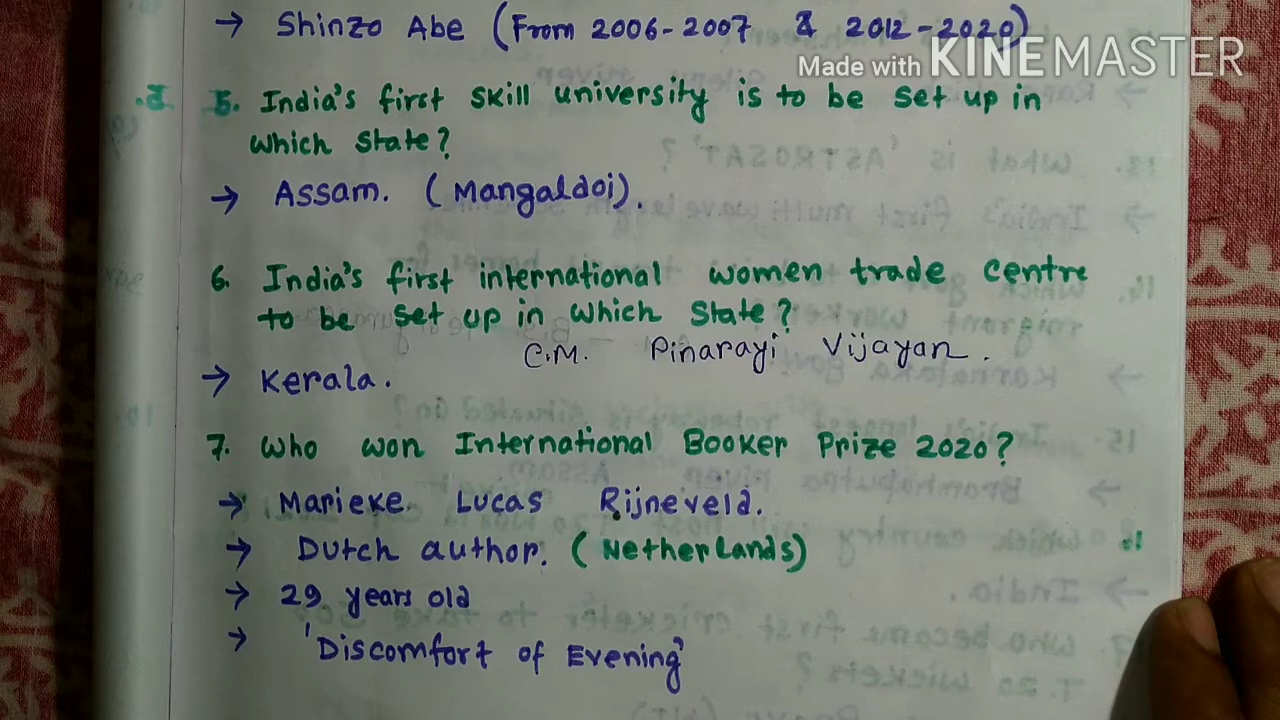 → Shinzo Abe (From 2006-2007 & 2012-2020)
Made with KINEMASTER
5. India's first skill university is to be set up in
which state?
→ Assam. (Mangaldoi).
6. India's first international women trade centre
to be set up in which state?
C.M. Pinarayi Vijayan.
→ Kerala.
7. Who won International Booker Prize 2020?
→ Marieke Lucas Rijneveld.
→ Dutch author. (Netherlands)
→ 29 years old
→ 'Discomfort of Evening'